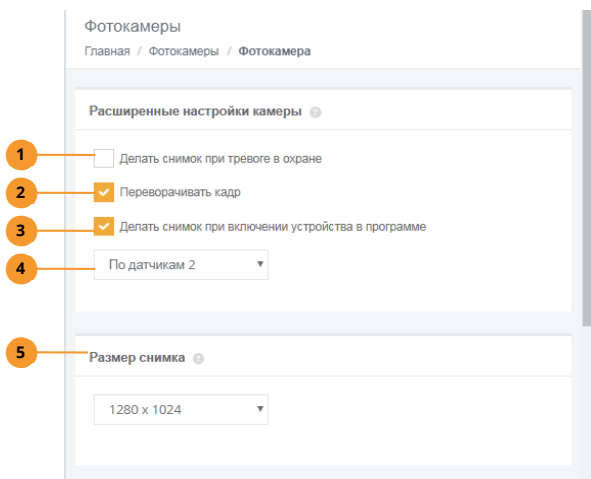 Фотокамеры
Главная / Фотокамеры / Фотокамера
Расширенные настройки камеры ?
1 Делать снимок при тревоге в охране
2 Переворачивать кадр
3 Делать снимок при включении устройства в программе
4 По датчикам 2
5 Размер снимка ?
1280 x 1024